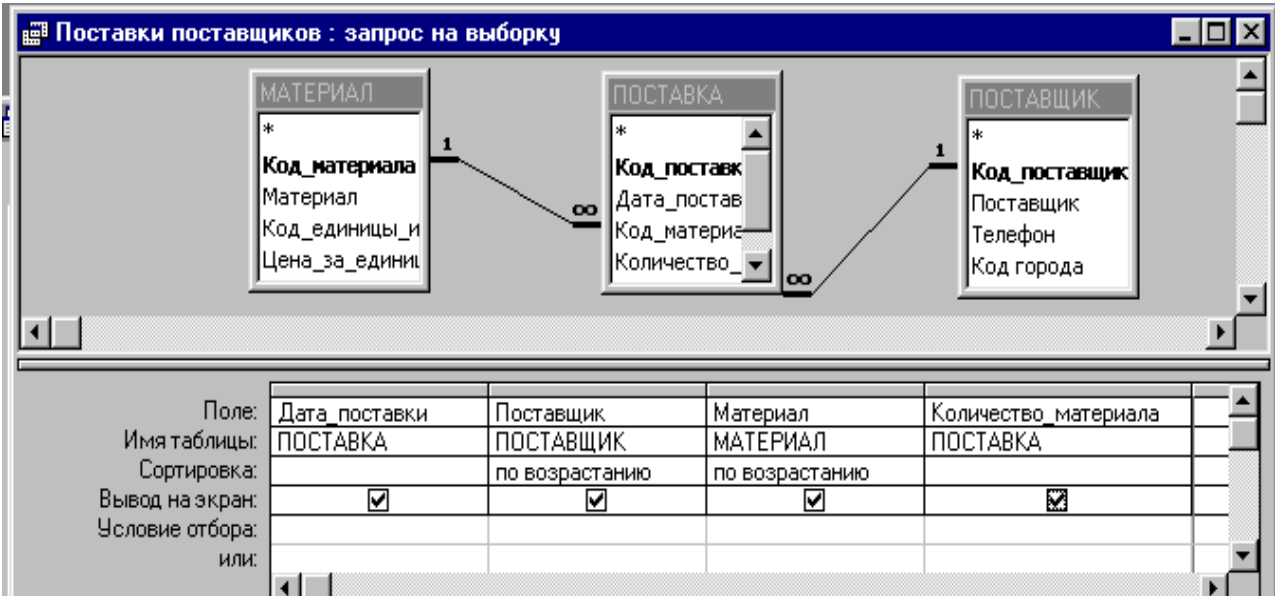 Поставки поставщиков : запрос на выборку
МАТЕРИАЛ
*
Код_материала
Материал
Код_единицы_и
Цена_за_едини
1
∞
ПОСТАВКА
*
Код_поставк
Дата_постав
Код_материа
Количество_
∞
1
ПОСТАВЩИК
*
Код_поставщик
Поставщик
Телефон
Код города
Поле: Дата_поставки Поставщик Материал Количество_материала
Имя таблицы: ПОСТАВКА ПОСТАВЩИК МАТЕРИАЛ ПОСТАВКА
Сортировка: по возрастанию по возрастанию
Вывод на экран:
Условие отбора:
или: